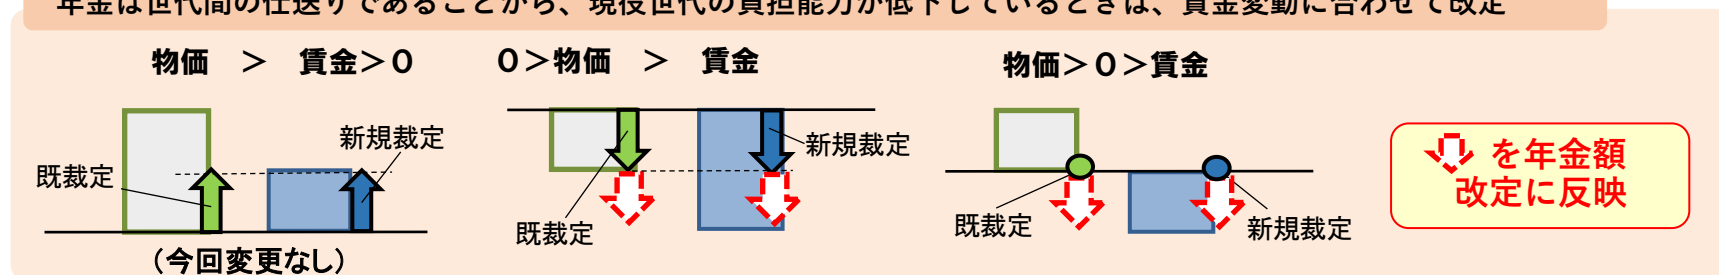 年金は世代間の仕送りであることから、現役世代の負担能力が低下しているときは、賃金変動に合わせて改定
物価 ＞ 賃金＞０
０＞物価 ＞ 賃金
物価＞０＞賃金
既裁定
新規裁定
（今回変更なし）
新規裁定
既裁定
既裁定
新規裁定
を年金額
改定に反映